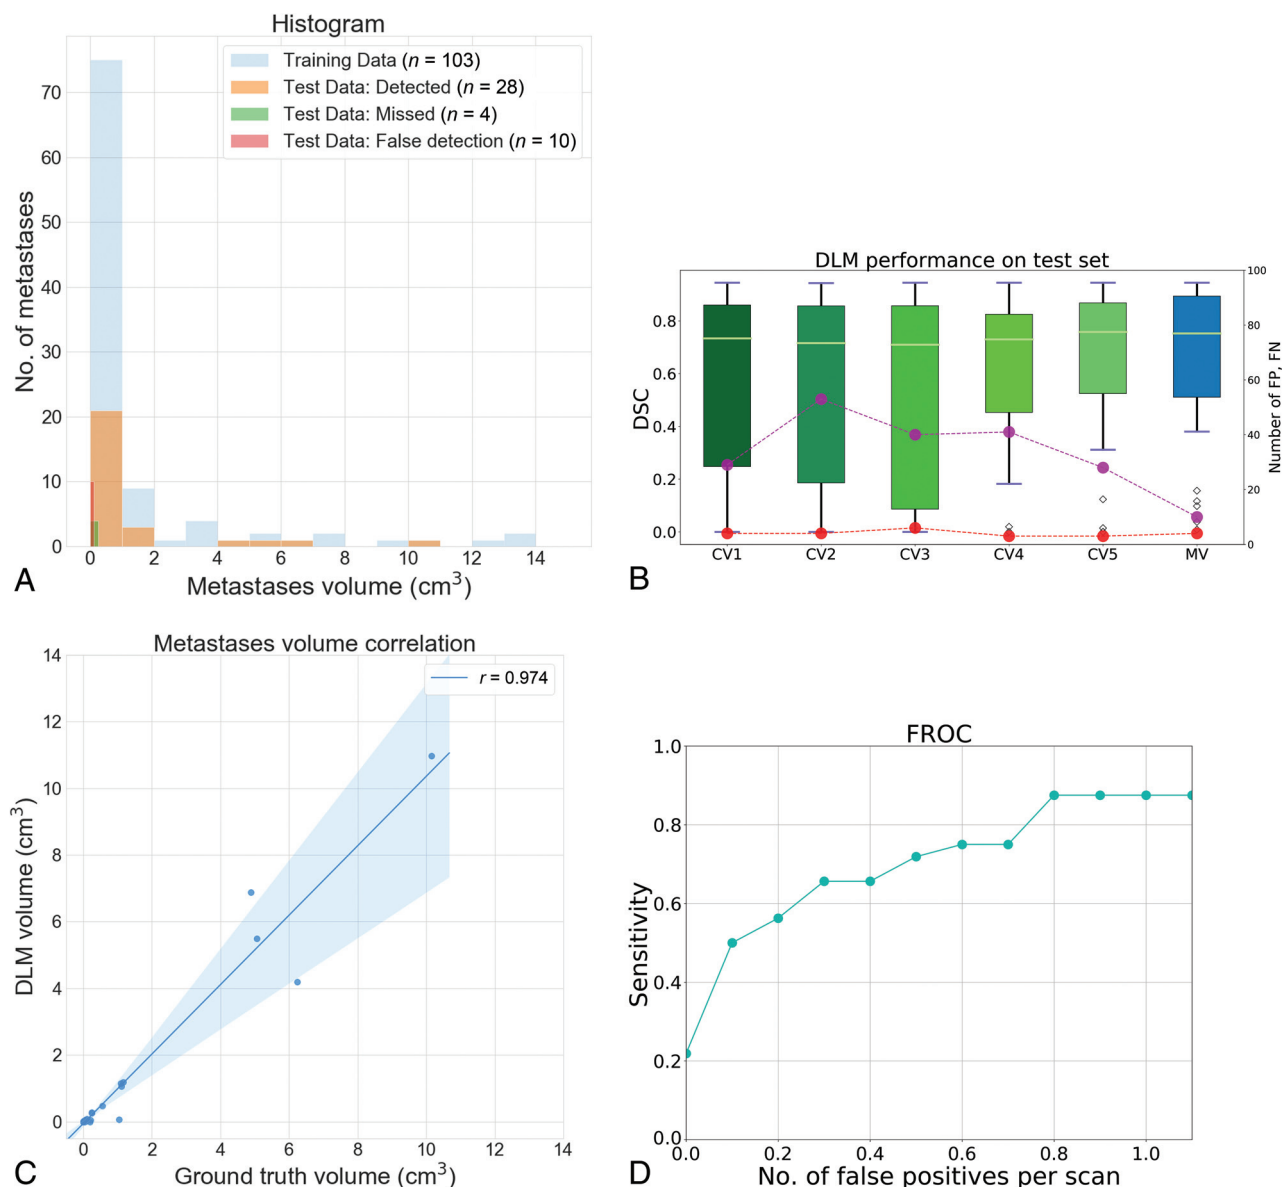 Histogram
Training Data (n = 103)
Test Data: Detected (n = 28)
Test Data: Missed (n = 4)
Test Data: False detection (n = 10)
No. of metastases
70
60
50
40
30
20
10
0
0 2 4 6 8 10 12 14
Metastases volume (cm³)
A
DLM performance on test set
DSC
0.8
0.6
0.4
0.2
0.0
100
80
60
40
20
0
Number of FP, FN
CV1 CV2 CV3 CV4 CV5 MV
B
Metastases volume correlation
r = 0.974
DLM volume (cm³)
14
12
10
8
6
4
2
0
0 2 4 6 8 10 12 14
Ground truth volume (cm³)
C
FROC
Sensitivity
1.0
0.8
0.6
0.4
0.2
0.0
0.0 0.2 0.4 0.6 0.8 1.0
No. of false positives per scan
D